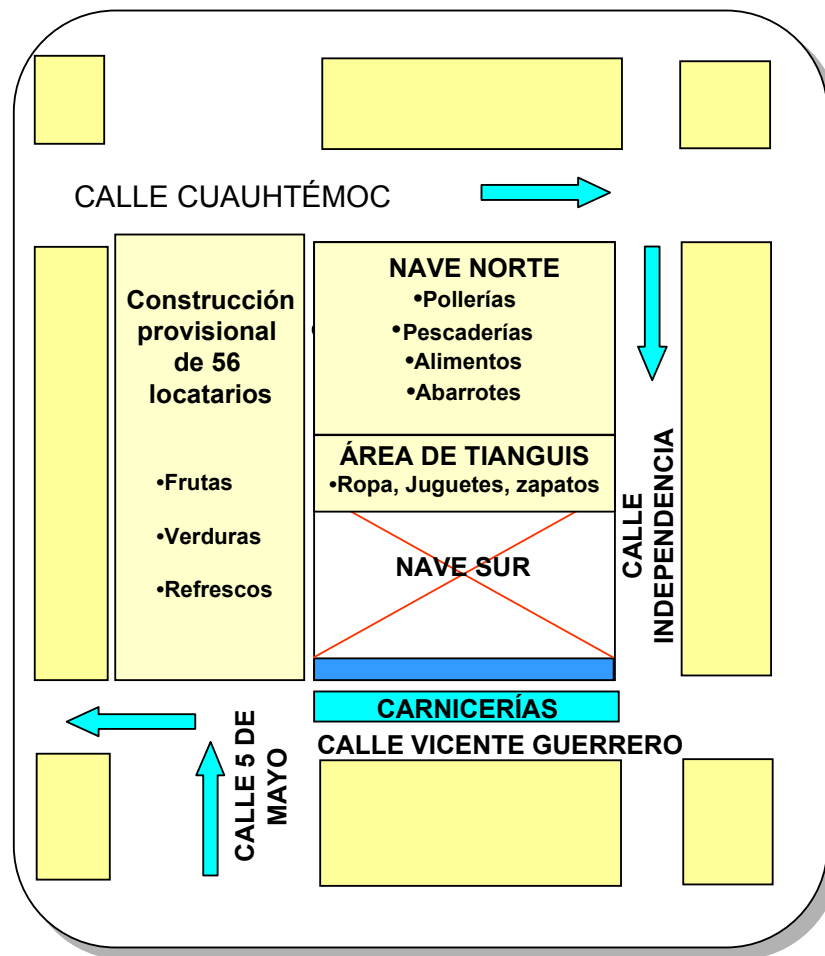 CALLE CUAUHTÉMOC
Construcción
provisional
de 56
locatarios
•Frutas
•Verduras
•Refrescos
NAVE NORTE
•Pollerías
•Pescaderías
•Alimentos
•Abarrotes
ÁREA DE TIANGUIS
•Ropa, Juguetes, zapatos
NAVE SUR
CALLE
INDEPENDENCIA
CARNICERÍAS
CALLE VICENTE GUERRERO
CALLE 5 DE
MAYO